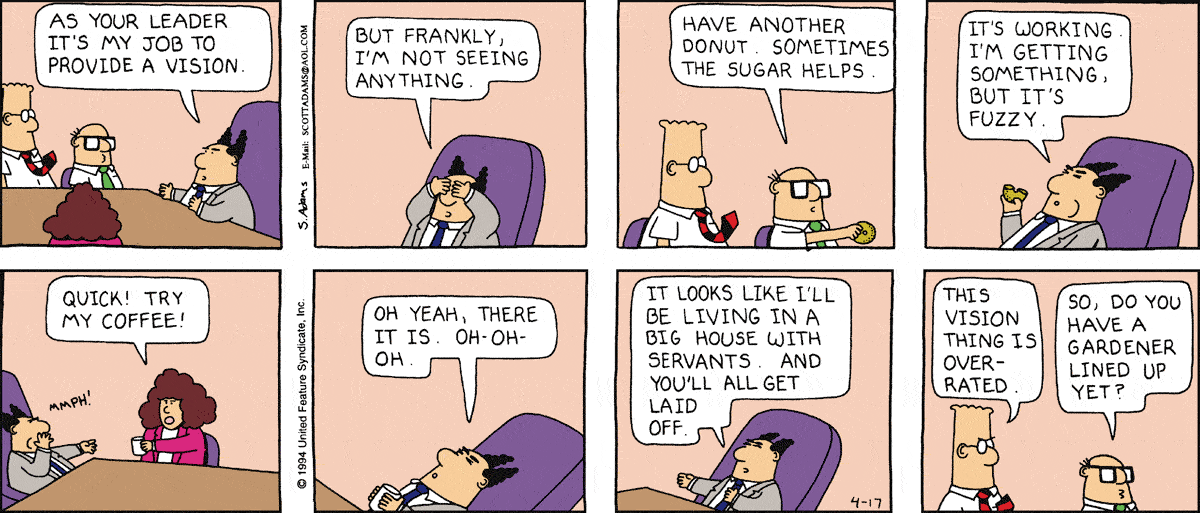 AS YOUR LEADER
IT'S MY JOB TO
PROVIDE A VISION.
S. Adams E-Mail: SCOTTADAMS@AOL.COM
BUT FRANKLY,
I'M NOT SEEING
ANYTHING.
HAVE ANOTHER
DONUT. SOMETIMES
THE SUGAR HELPS.
IT'S WORKING.
I'M GETTING
SOMETHING,
BUT IT'S
FUZZY.
QUICK! TRY
MY COFFEE!
MMPH!
© 1994 United Feature Syndicate, Inc.
OH YEAH, THERE
IT IS. OH-OH-
OH.
IT LOOKS LIKE I'LL
BE LIVING IN A
BIG HOUSE WITH
SERVANTS. AND
YOU'LL ALL GET
LAID
OFF.
4-17
THIS
VISION
THING IS
OVER-
RATED.
SO, DO YOU
HAVE A
GARDENER
LINED UP
YET?